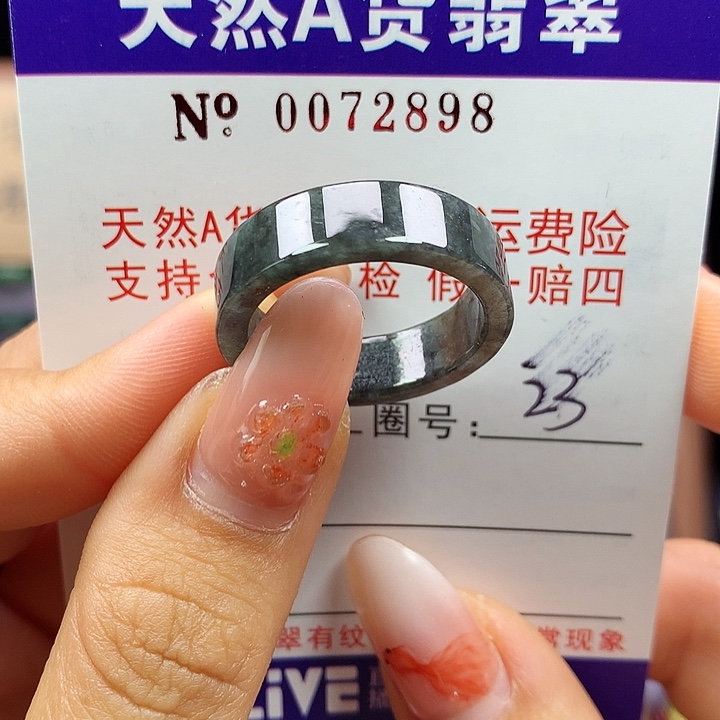 天然A货翡翠
No. 0072898
天然A货 运费险
支持 检 假一赔四
圈号: 23
翠有纹 常现象
LIVE